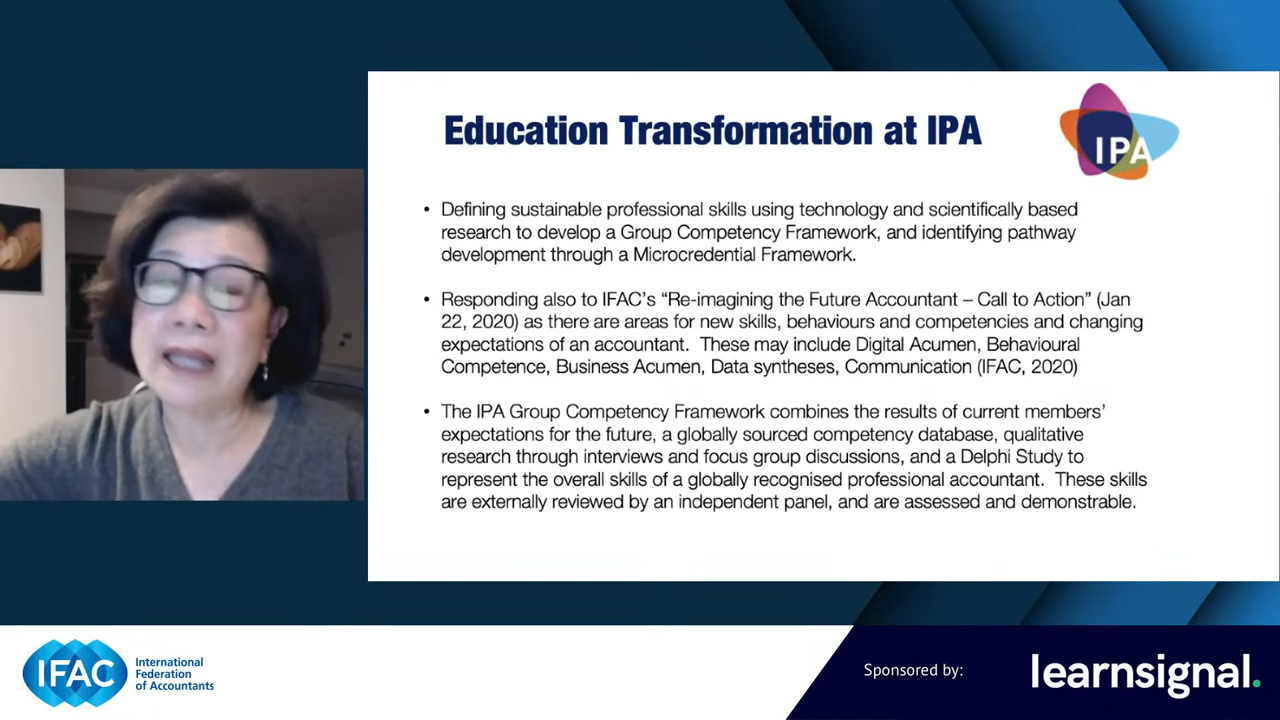 Education Transformation at IPA
IPA
• Defining sustainable professional skills using technology and scientifically based
research to develop a Group Competency Framework, and identifying pathway
development through a Microcredential Framework.
• Responding also to IFAC’s “Re-imagining the Future Accountant – Call to Action” (Jan
22, 2020) as there are areas for new skills, behaviours and competencies and changing
expectations of an accountant. These may include Digital Acumen, Behavioural
Competence, Business Acumen, Data syntheses, Communication (IFAC, 2020)
• The IPA Group Competency Framework combines the results of current members’
expectations for the future, a globally sourced competency database, qualitative
research through interviews and focus group discussions, and a Delphi Study to
represent the overall skills of a globally recognised professional accountant. These skills
are externally reviewed by an independent panel, and are assessed and demonstrable.
IFAC
International
Federation
of Accountants
Sponsored by:
learnsignal.